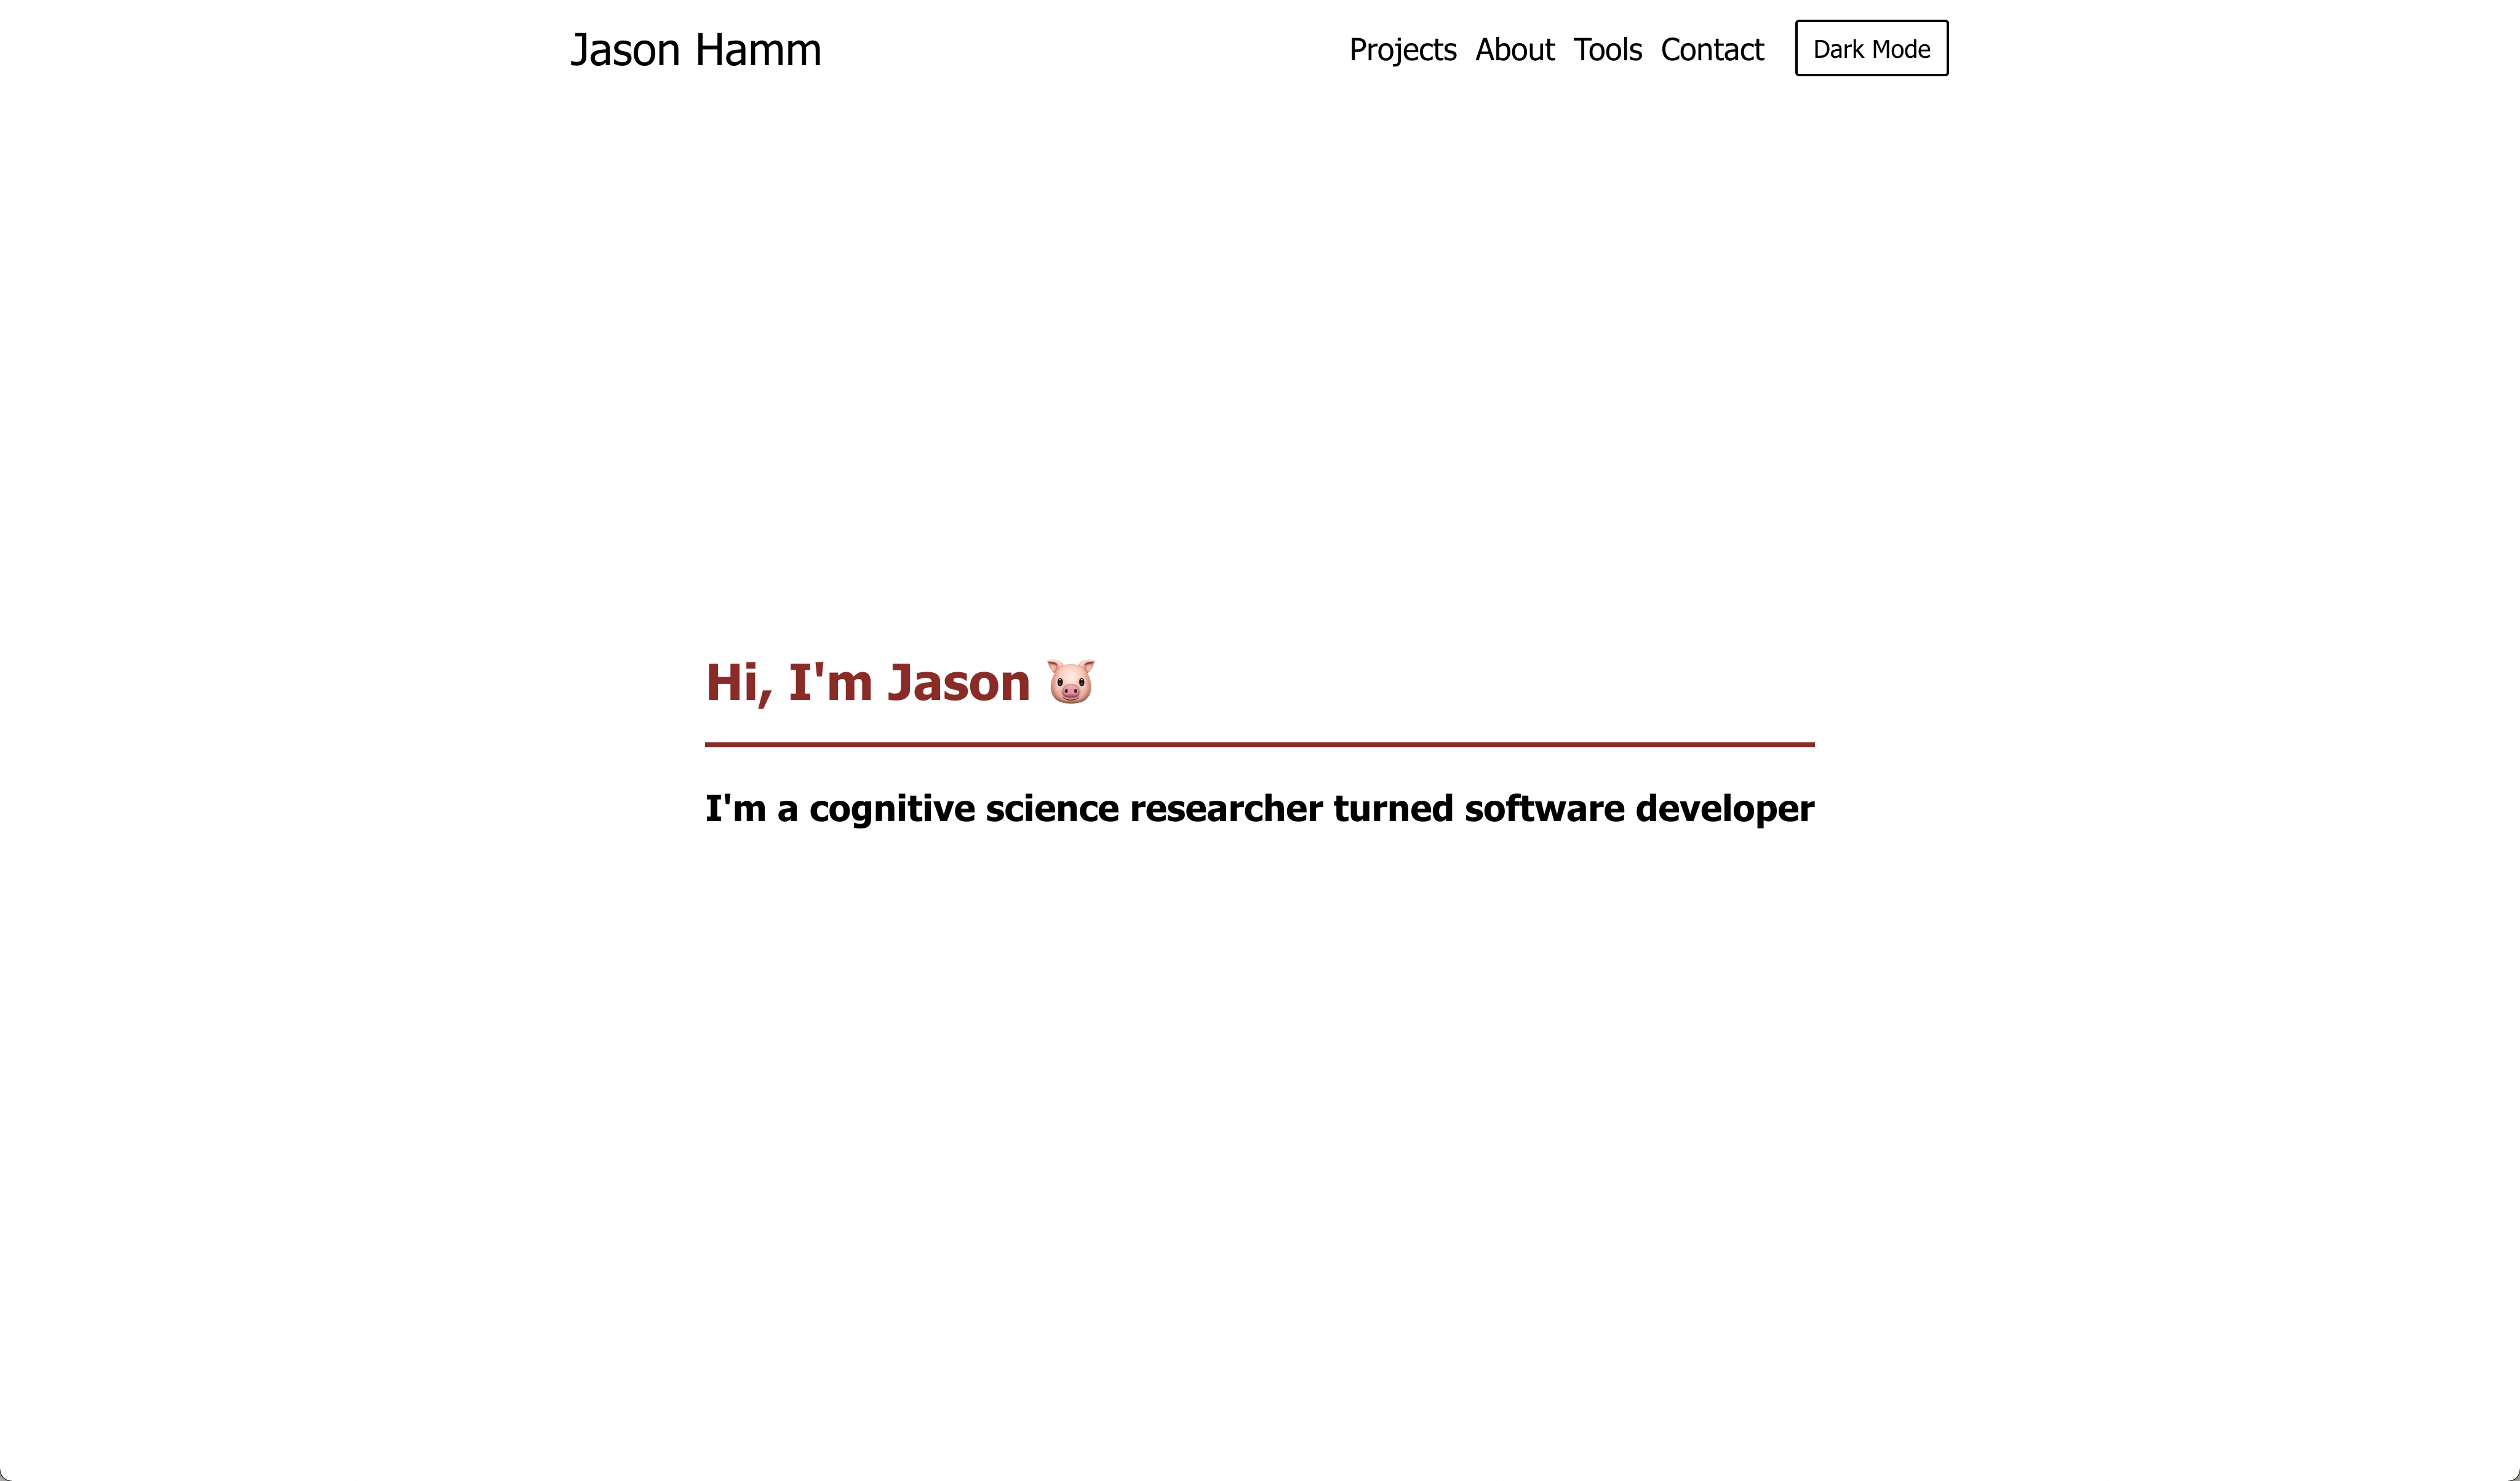 Jason Hamm
Projects About Tools Contact Dark Mode
Hi, I'm Jason 🐷
I'm a cognitive science researcher turned software developer